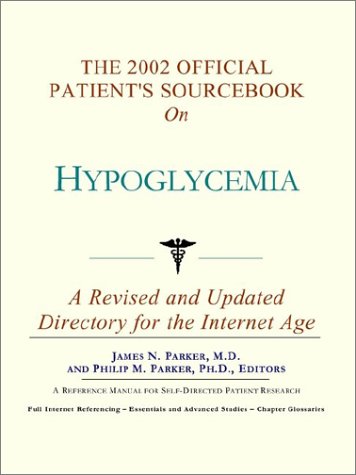 THE 2002 OFFICIAL
PATIENT'S SOURCEBOOK
On
HYPOGLYCEMIA
A Revised and Updated
Directory for the Internet Age
JAMES N. PARKER, M.D.
AND PHILIP M. PARKER, PH.D., EDITORS
A REFERENCE MANUAL FOR SELF-DIRECTED PATIENT RESEARCH
Full Internet Referencing – Essentials and Advanced Studies – Chapter Glossaries